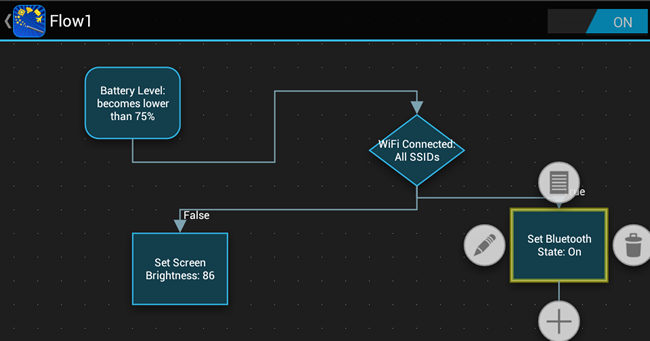 Flow1
ON
Battery Level:
becomes lower
than 75%
WiFi Connected:
All SSIDs
False
Set Screen
Brightness: 86
Set Bluetooth
State: On